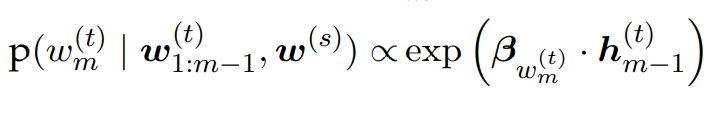 p(w_m^{(t)} | w_{1:m−1}^{(t)}, w^{(s)}) ∝ exp (β_{w_m^{(t)}} · h_{m−1}^{(t)})